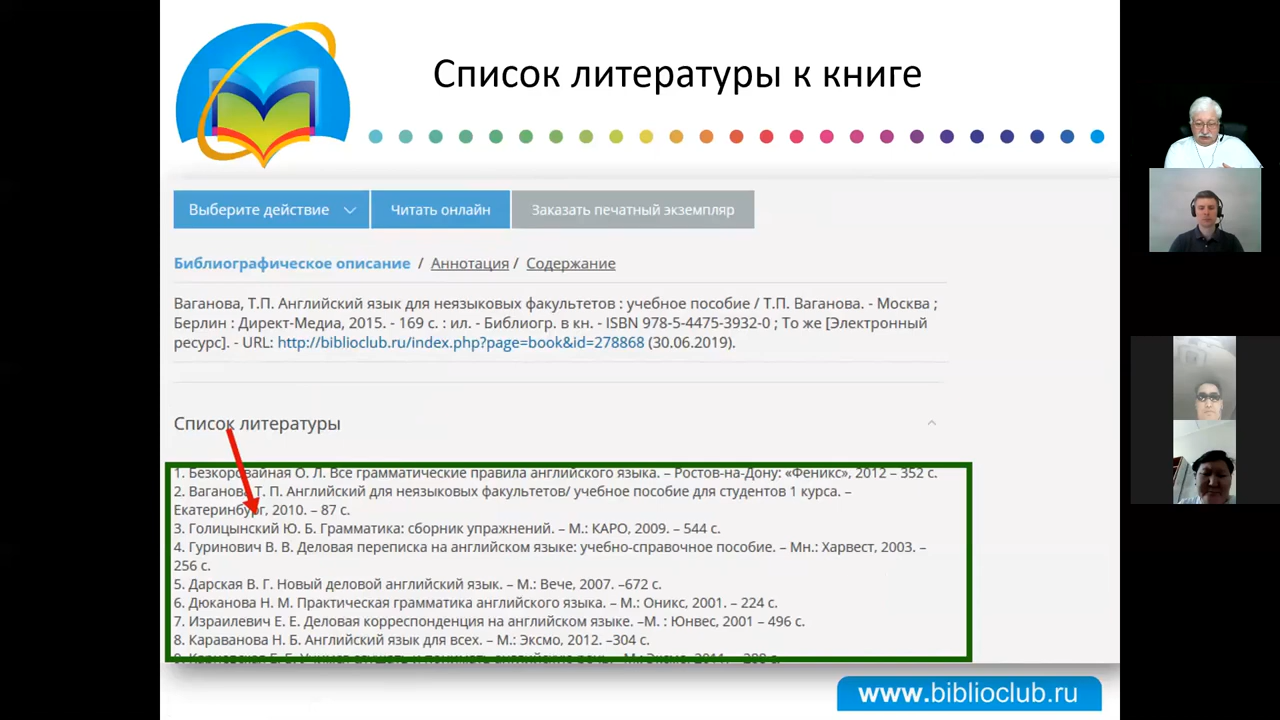 Список литературы к книге
Выберите действие Читать онлайн Заказать печатный экземпляр
Библиографическое описание / Аннотация / Содержание
Ваганова, Т.П. Английский язык для неязыковых факультетов : учебное пособие / Т.П. Ваганова. - Москва ;
Берлин : Директ-Медиа, 2015. - 169 с. : ил. - Библиогр. в кн. - ISBN 978-5-4475-3932-0 ; То же [Электронный
ресурс]. - URL: http://biblioclub.ru/index.php?page=book&id=278868 (30.06.2019).
Список литературы
1. Безкоровайная О. Л. Все грамматические правила английского языка. – Ростов-на-Дону: «Феникс», 2012 – 352 с.
2. Ваганова Т. П. Английский для неязыковых факультетов/ учебное пособие для студентов 1 курса. –
Екатеринбург, 2010. – 87 с.
3. Голицынский Ю. Б. Грамматика: сборник упражнений. – М.: КАРО, 2009. – 544 с.
4. Гуринович В. В. Деловая переписка на английском языке: учебно-справочное пособие. – Мн.: Харвест, 2003. –
256 с.
5. Дарская В. Г. Новый деловой английский язык. – М.: Вече, 2007. –672 с.
6. Дюканова Н. М. Практическая грамматика английского языка. – М.: Оникс, 2001. – 224 с.
7. Израилевич Е. Е. Деловая корреспонденция на английском языке. –М. : Юнвес, 2001 – 496 с.
8. Караванова Н. Б. Английский язык для всех. – М.: Эксмо, 2012. –304 с.
www.biblioclub.ru